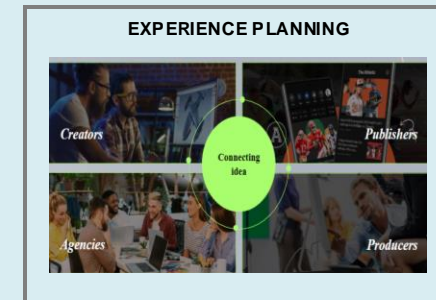 EXPERIENCE PLANNING
Creators
Publishers
Connecting
idea
Agencies
Producers